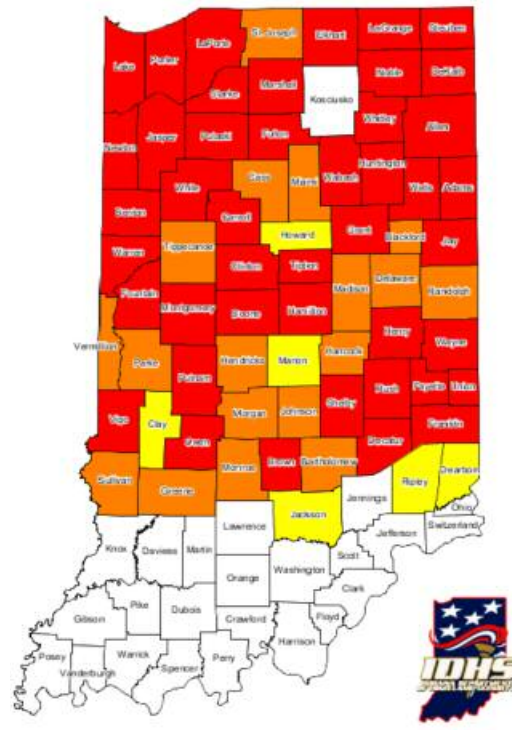 St. Joseph
Elkhart
LaGrange
Steuben
LaPorte
Lake
Porter
Noble
DeKalb
Marshall
Starke
Kosciusko
Whitley
Allen
Newton
Jasper
Pulaski
Fulton
Huntington
Cass
Miami
Wabash
White
Wells
Adams
Benton
Carroll
Howard
Grant
Blackford
Jay
Tippecanoe
Warren
Clinton
Tipton
Madison
Delaware
Randolph
Fountain
Montgomery
Boone
Hamilton
Henry
Wayne
Vermillion
Parke
Hendricks
Marion
Hancock
Putnam
Rush
Fayette
Union
Shelby
Vigo
Clay
Morgan
Johnson
Franklin
Owen
Decatur
Monroe
Brown
Bartholomew
Dearborn
Sullivan
Greene
Ripley
Jennings
Jackson
Ohio
Lawrence
Switzerland
Jefferson
Knox
Daviess
Martin
Scott
Washington
Orange
Clark
Pike
Dubois
Gibson
Crawford
Floyd
Harrison
Posey
Warrick
Perry
Vanderburgh
Spencer
IDHS